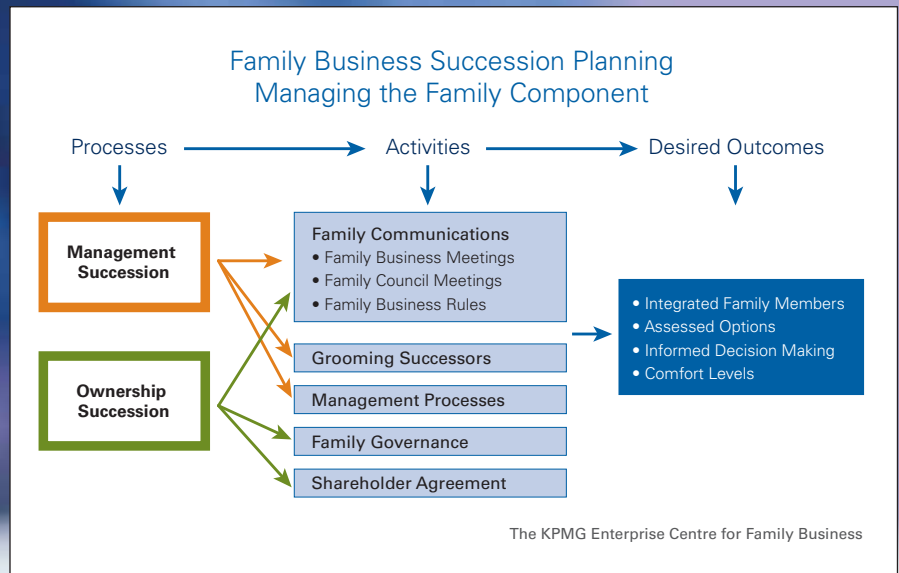 Family Business Succession Planning
Managing the Family Component
Processes
Activities
Desired Outcomes
Management
Succession
Ownership
Succession
Family Communications
• Family Business Meetings
• Family Council Meetings
• Family Business Rules
Grooming Successors
Management Processes
Family Governance
Shareholder Agreement
• Integrated Family Members
• Assessed Options
• Informed Decision Making
• Comfort Levels
The KPMG Enterprise Centre for Family Business